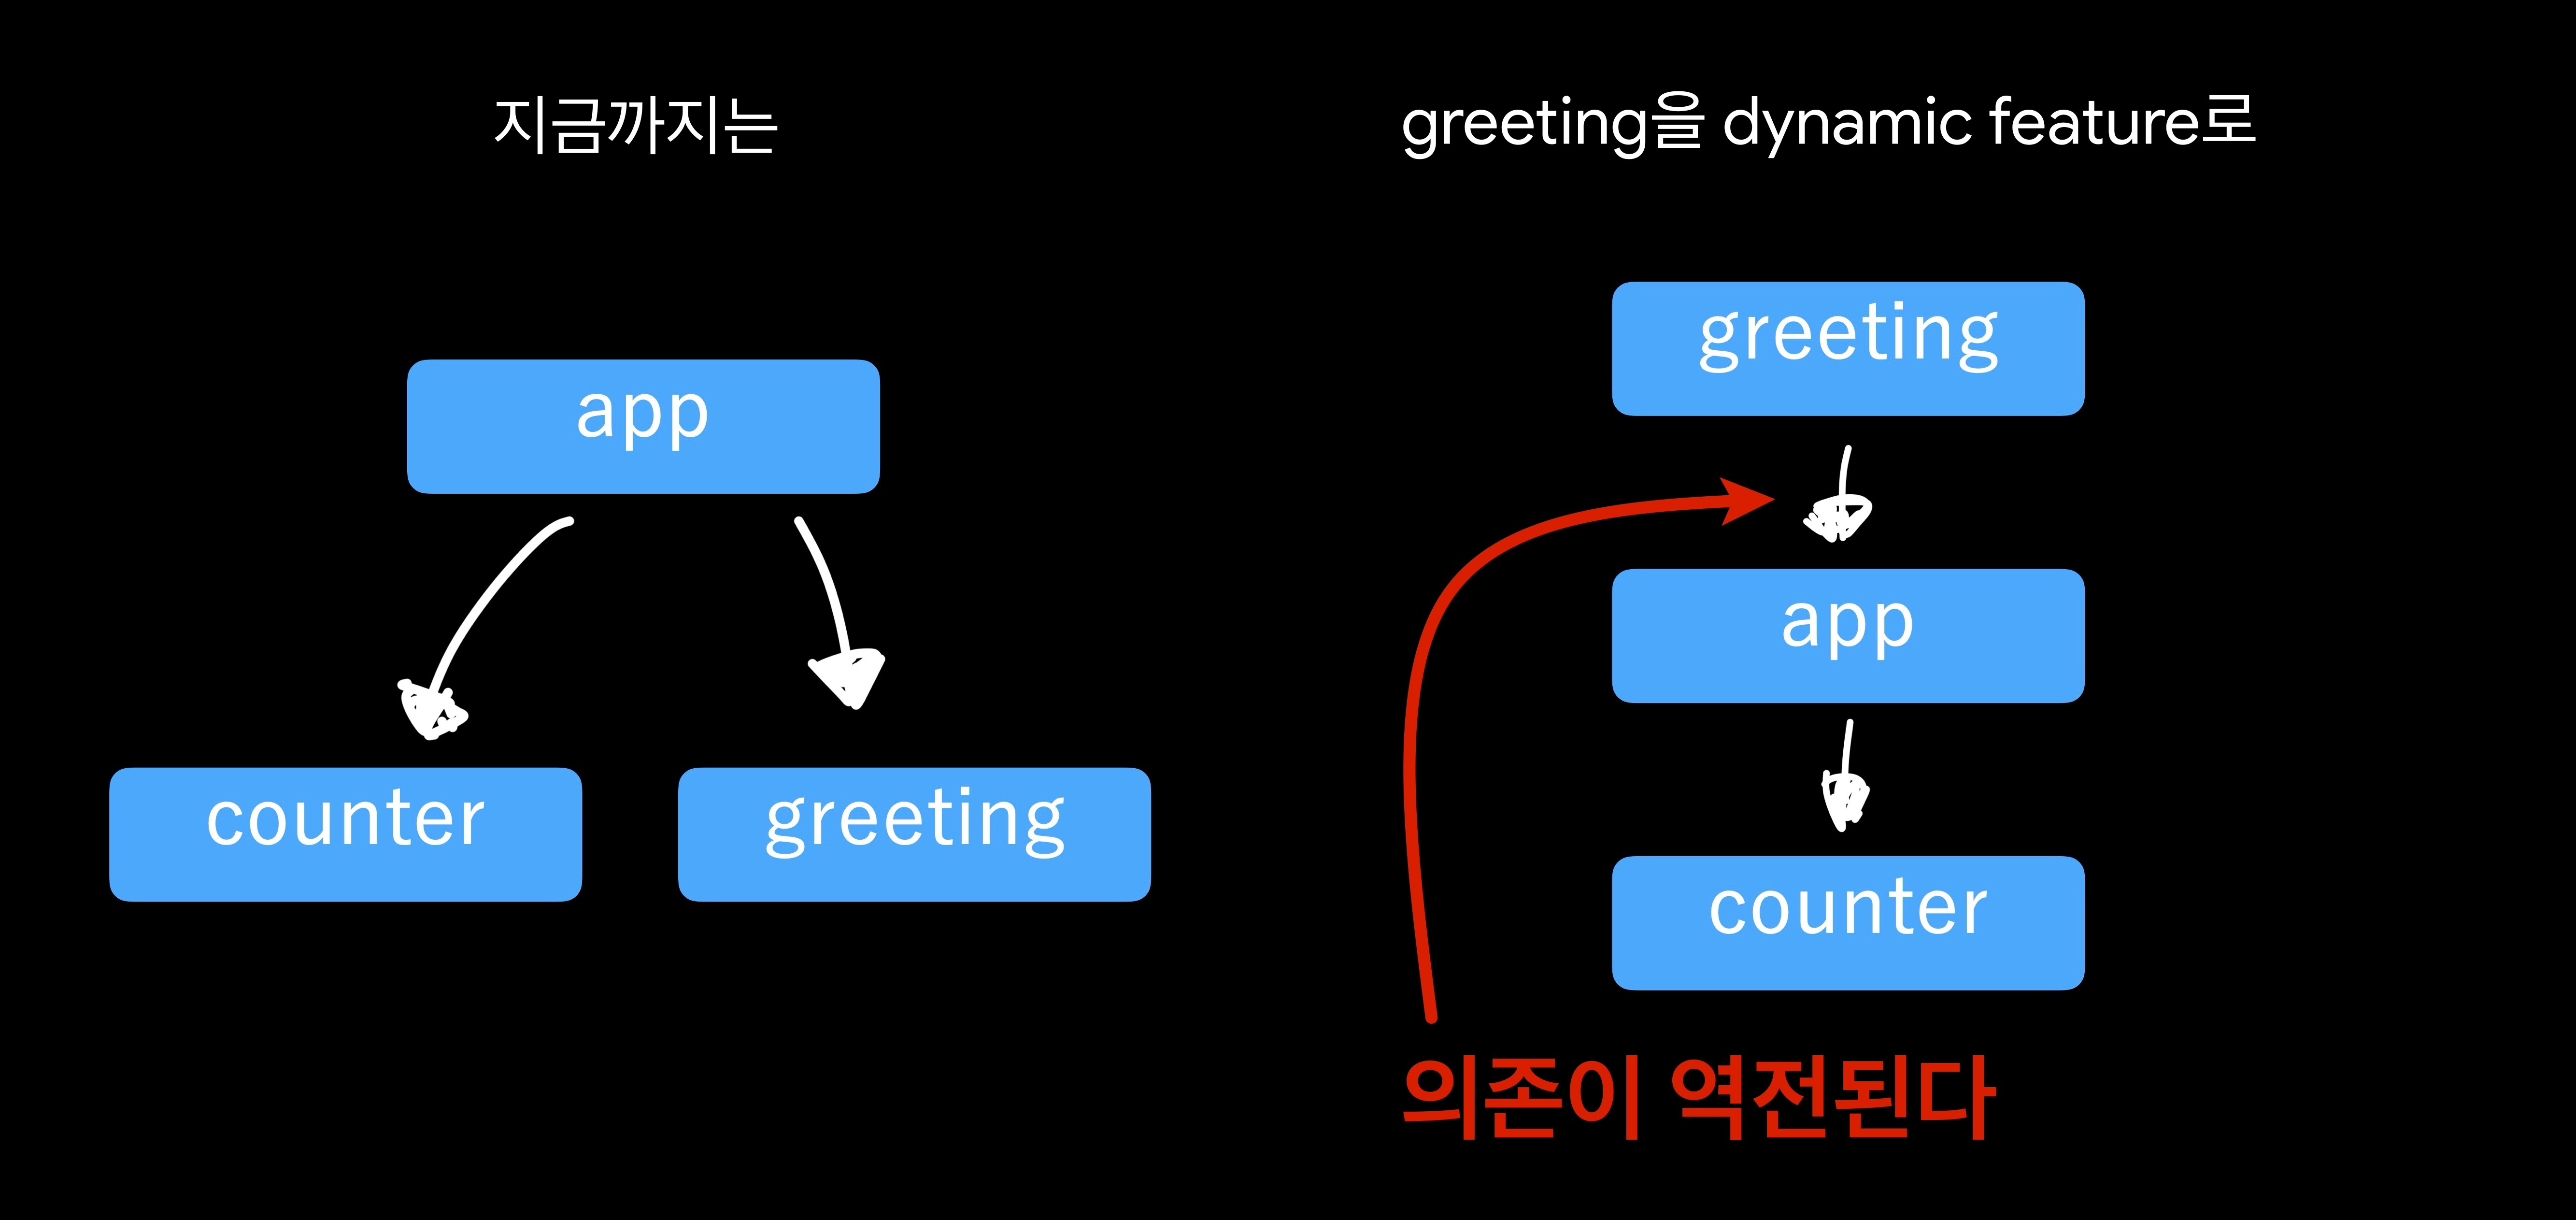 지금까지는
app
counter
greeting
greeting을 dynamic feature로
greeting
app
counter
의존이 역전된다